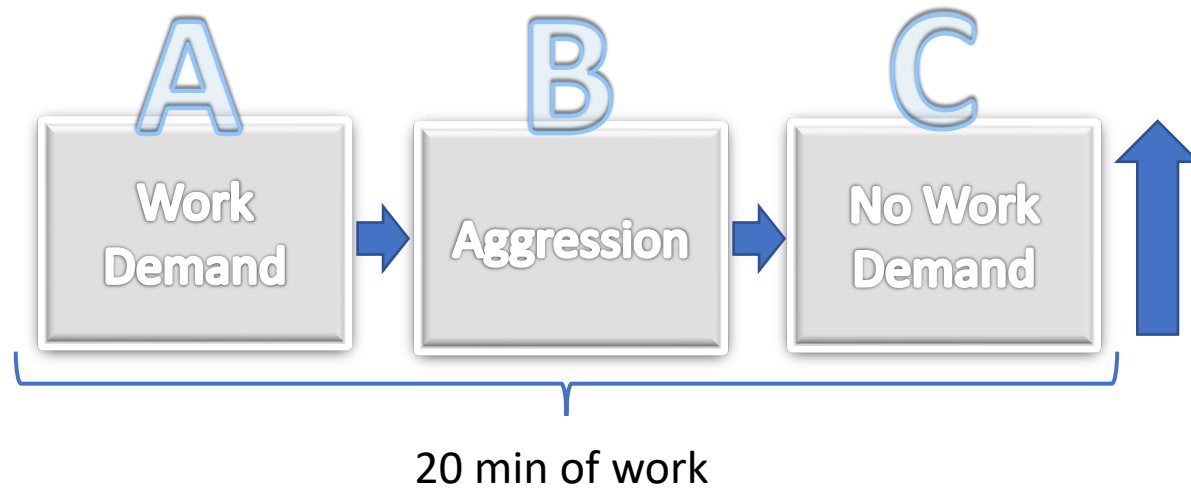 A
B
C
Work
Demand
Aggression
No Work
Demand
20 min of work